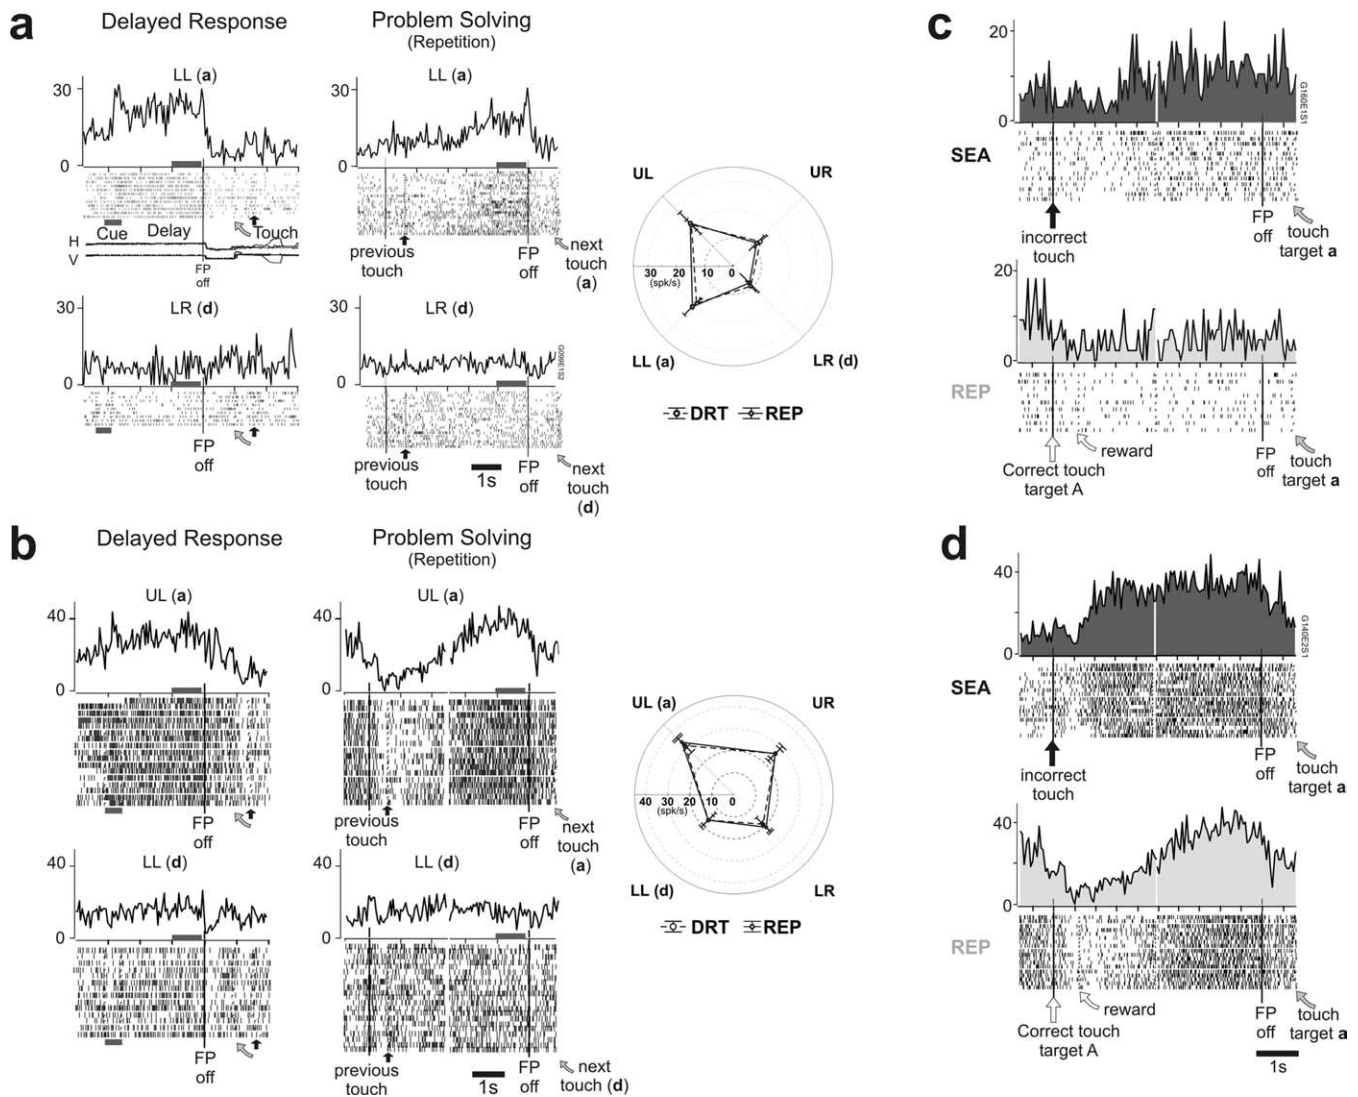 a
Delayed Response
Problem Solving
(Repetition)
LL (a)
30
0
Cue
Delay
Touch
H
V
FP
off
LL (a)
30
0
previous
touch
FP
off
next
touch
(a)
LR (d)
30
0
FP
off
LR (d)
30
0
G099E1S2
previous
touch
1s
FP
off
next
touch
(d)
UL
UR
30 20 10 0
(spk/s)
LL (a)
LR (d)
DRT
REP
b
Delayed Response
Problem Solving
(Repetition)
UL (a)
40
0
FP
off
UL (a)
40
0
previous
touch
FP
off
next
touch
(a)
LL (d)
40
0
FP
off
LL (d)
40
0
previous
touch
1s
FP
off
next
touch (d)
UL (a)
UR
40 30 20 10 0
(spk/s)
LL (d)
LR
DRT
REP
c
20
0
G160E1S1
SEA
incorrect
touch
FP
off
touch
target a
20
0
REP
reward
Correct touch
target A
FP
off
touch
target a
d
40
0
G140E2S1
SEA
incorrect
touch
FP
off
touch
target a
40
0
REP
reward
Correct touch
target A
FP
off
touch
target a
1s